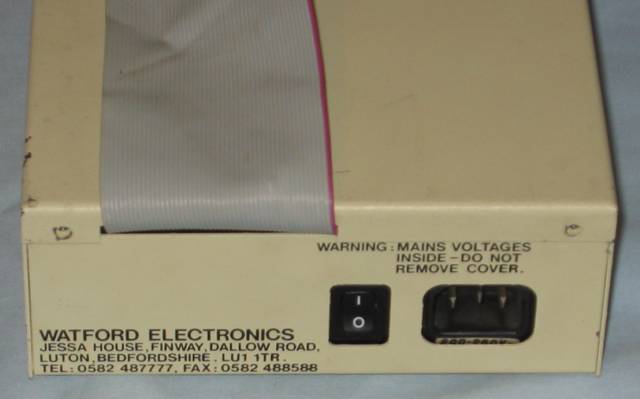 WARNING: MAINS VOLTAGES
INSIDE - DO NOT
REMOVE COVER.
I
O
WATFORD ELECTRONICS
JESSA HOUSE, FINWAY, DALLOW ROAD,
LUTON, BEDFORDSHIRE. LU1 1TR.
TEL: 0582 487777, FAX: 0582 488588